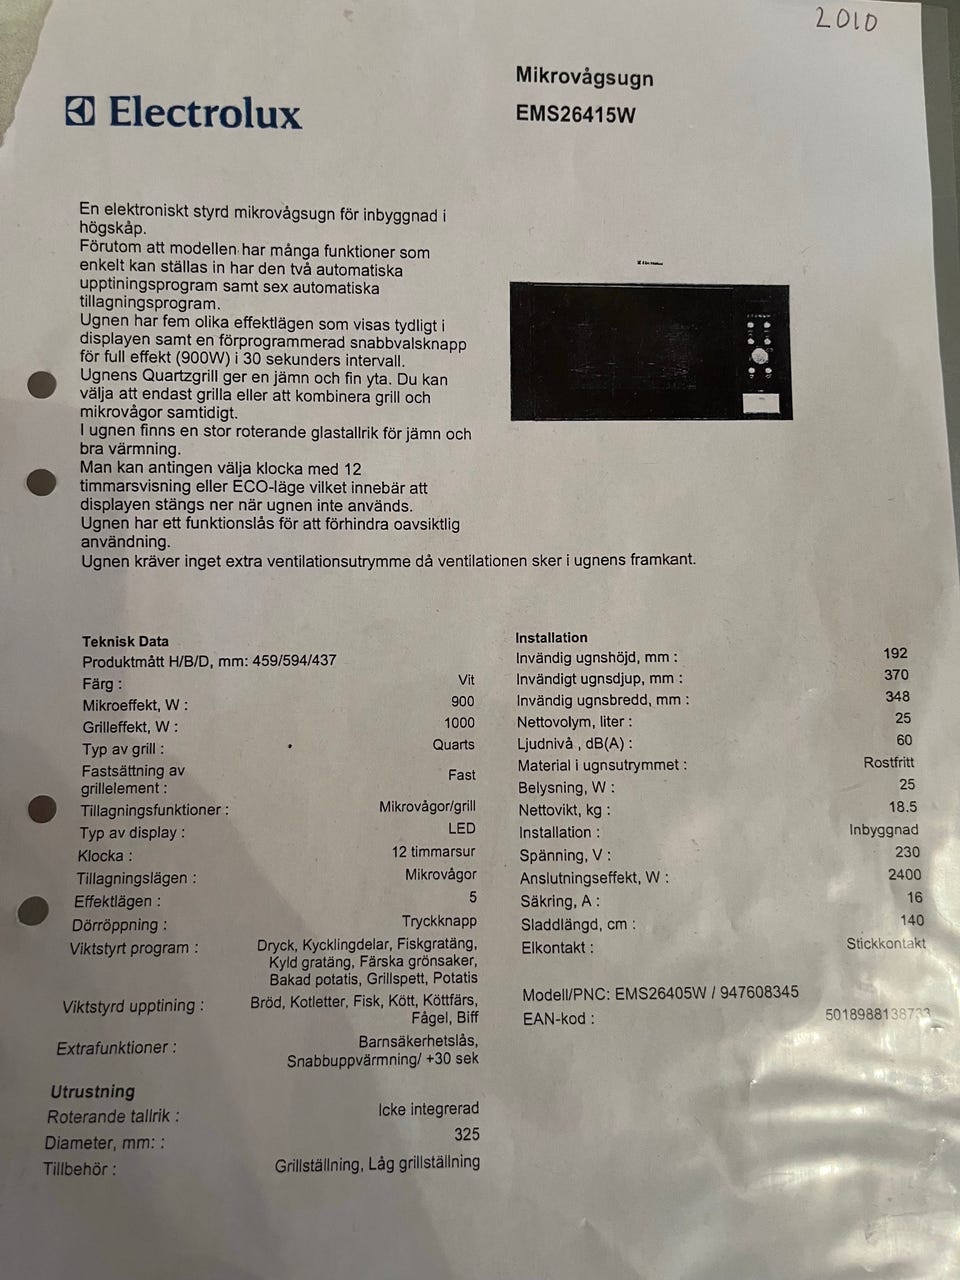 2010
Electrolux
Mikrovågsugn
EMS26415W
En elektroniskt styrd mikrovågsugn för inbyggnad i
högskåp.
Förutom att modellen har många funktioner som
enkelt kan ställas in har den två automatiska
upptiningsprogram samt sex automatiska
tillagningsprogram.
Ugnen har fem olika effektlägen som visas tydligt i
displayen samt en förprogrammerad snabbvalsknapp
för full effekt (900W) i 30 sekunders intervall.
Ugnens Quartzgrill ger en jämn och fin yta. Du kan
välja att endast grilla eller att kombinera grill och
mikrovågor samtidigt.
I ugnen finns en stor roterande glastallrik för jämn och
bra värmning.
Man kan antingen välja klocka med 12
timmarsvisning eller ECO-läge vilket innebär att
displayen stängs ner när ugnen inte används.
Ugnen har ett funktionslås för att förhindra oavsiktlig
användning.
Ugnen kräver inget extra ventilationsutrymme då ventilationen sker i ugnens framkant.
Teknisk Data
Produktmått H/B/D, mm: 459/594/437
Färg : Vit
Mikroeffekt, W : 900
Grilleffekt, W : 1000
Typ av grill : Quarts
Fastsättning av
grillelement : Fast
Tillagningsfunktioner : Mikrovågor/grill
Typ av display : LED
Klocka : 12 timmarsur
Tillagningslägen : Mikrovågor
Effektlägen : 5
Dörröppning : Tryckknapp
Viktstyrt program : Dryck, Kycklingdelar, Fiskgratäng,
Kyld gratäng, Färska grönsaker,
Bakad potatis, Grillspett, Potatis
Viktstyrd upptining : Bröd, Kotletter, Fisk, Kött, Köttfärs,
Fågel, Biff
Extrafunktioner : Barnsäkerhetslås,
Snabbuppvärmning/ +30 sek
Utrustning
Roterande tallrik : Icke integrerad
Diameter, mm: : 325
Tillbehör : Grillställning, Låg grillställning
Installation
Invändig ugnshöjd, mm : 192
Invändigt ugnsdjup, mm : 370
Invändig ugnsbredd, mm : 348
Nettovolym, liter : 25
Ljudnivå , dB(A) : 60
Material i ugnsutrymmet : Rostfritt
Belysning, W : 25
Nettovikt, kg : 18.5
Installation : Inbyggnad
Spänning, V : 230
Anslutningseffekt, W : 2400
Säkring, A : 16
Sladdlängd, cm : 140
Elkontakt : Stickkontakt
Modell/PNC: EMS26405W / 947608345
EAN-kod : 5018988138733